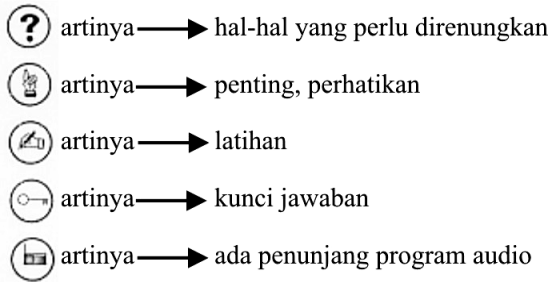 ? artinya hal-hal yang perlu direnungkan
artinya penting, perhatikan
artinya latihan
artinya kunci jawaban
artinya ada penunjang program audio